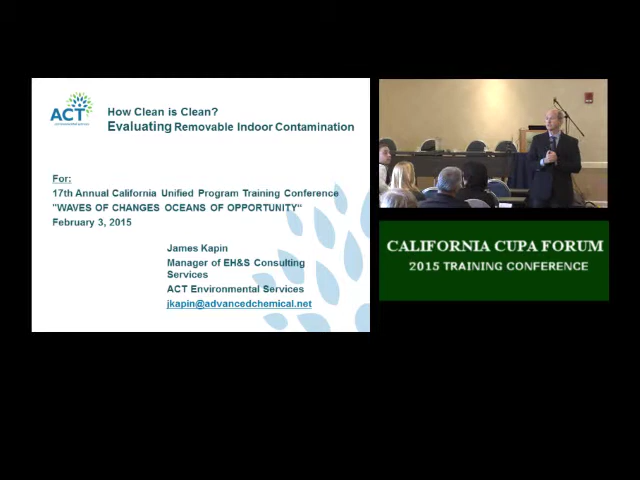 ACT
How Clean is Clean?
Evaluating Removable Indoor Contamination
For:
17th Annual California Unified Program Training Conference
"WAVES OF CHANGES OCEANS OF OPPORTUNITY"
February 3, 2015
James Kapin
Manager of EH&S Consulting
Services
ACT Environmental Services
jkapin@advancedchemical.net
CALIFORNIA CUPA FORUM
2015 TRAINING CONFERENCE